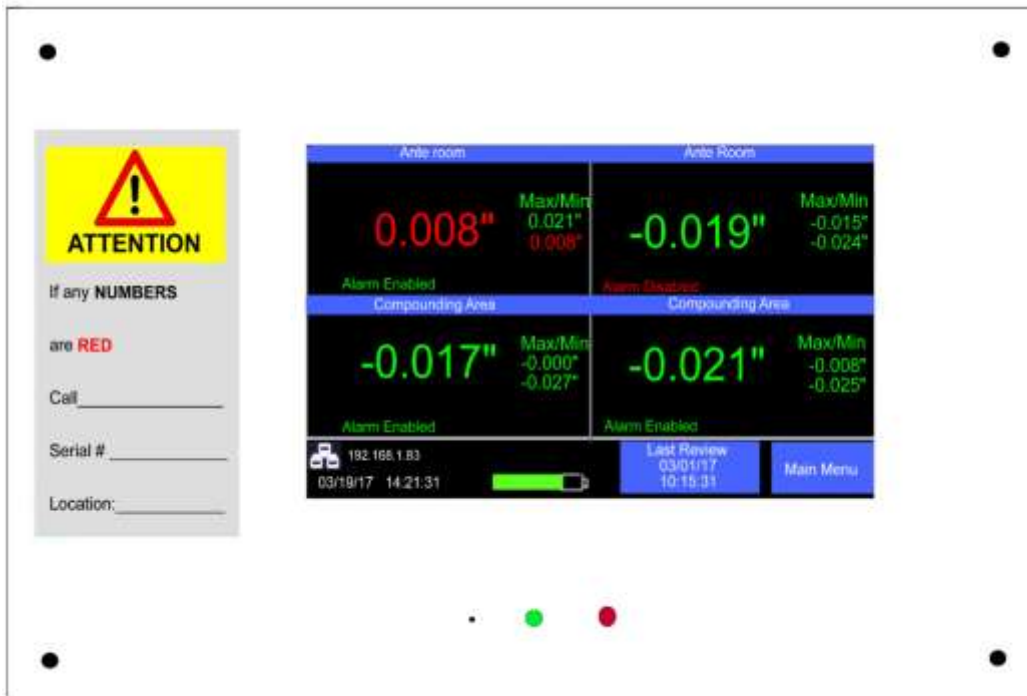 ATTENTION
If any NUMBERS
are RED
Call
Serial #
Location:
Ante room
0.008"
Max/Min
0.021"
0.008"
Alarm Enabled
Ante Room
-0.019"
Max/Min
-0.015"
-0.024"
Alarm Disabled
Compounding Area
-0.017"
Max/Min
-0.000"
-0.027"
Alarm Enabled
Compounding Area
-0.021"
Max/Min
-0.008"
-0.025"
Alarm Enabled
192.168.1.83
03/19/17 14:21:31
Last Review
03/01/17
10:15:31
Main Menu